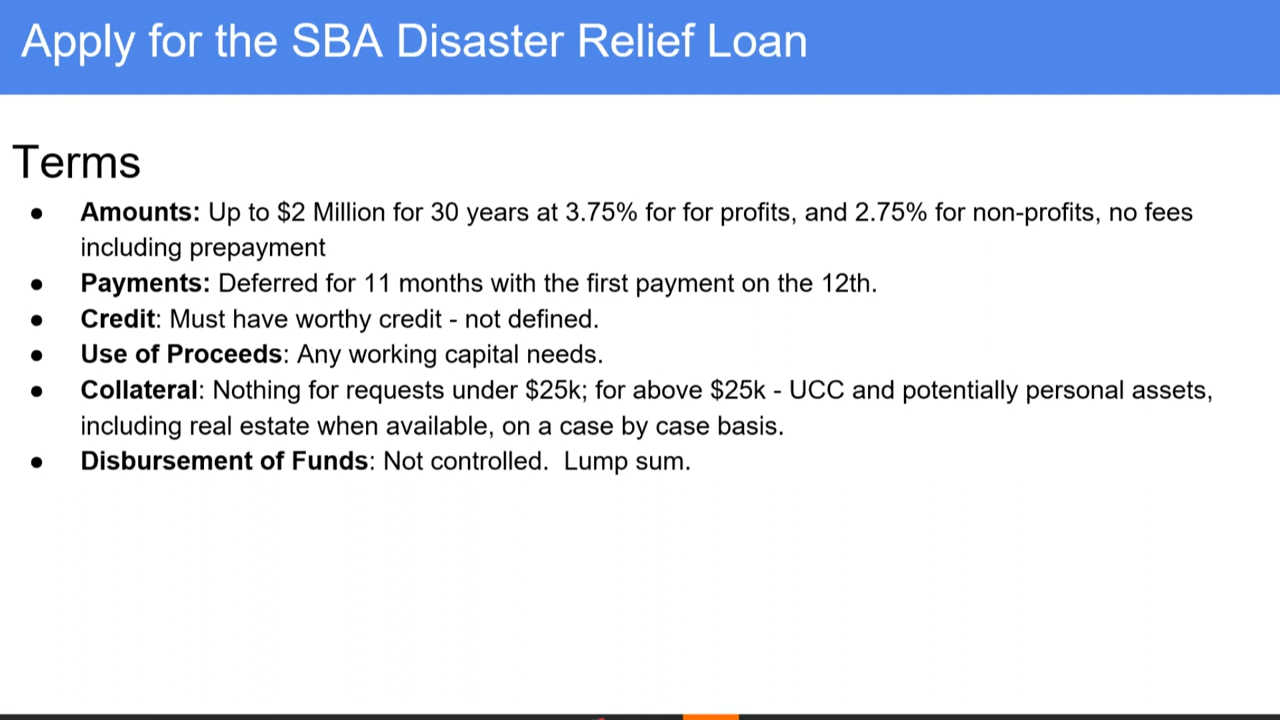 Apply for the SBA Disaster Relief Loan
Terms
● Amounts: Up to $2 Million for 30 years at 3.75% for for profits, and 2.75% for non-profits, no fees
including prepayment
● Payments: Deferred for 11 months with the first payment on the 12th.
● Credit: Must have worthy credit - not defined.
● Use of Proceeds: Any working capital needs.
● Collateral: Nothing for requests under $25k; for above $25k - UCC and potentially personal assets,
including real estate when available, on a case by case basis.
● Disbursement of Funds: Not controlled.  Lump sum.